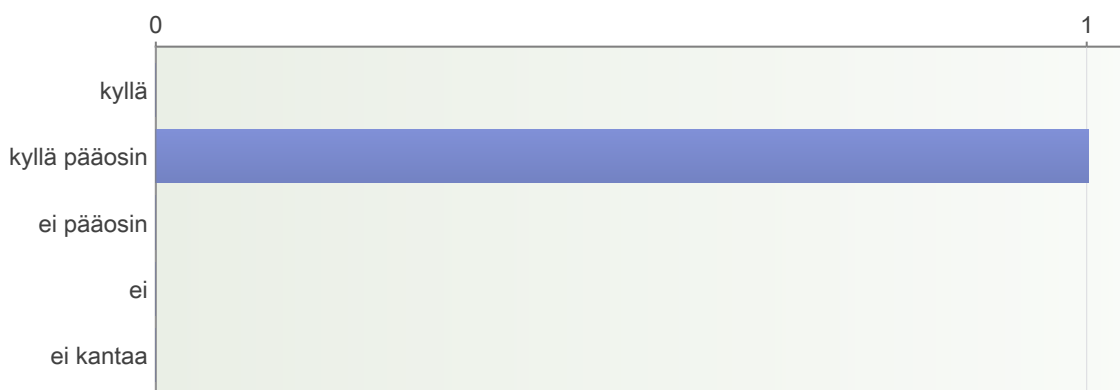 0 1
kyllä
kyllä pääosin
ei pääosin
ei
ei kantaa